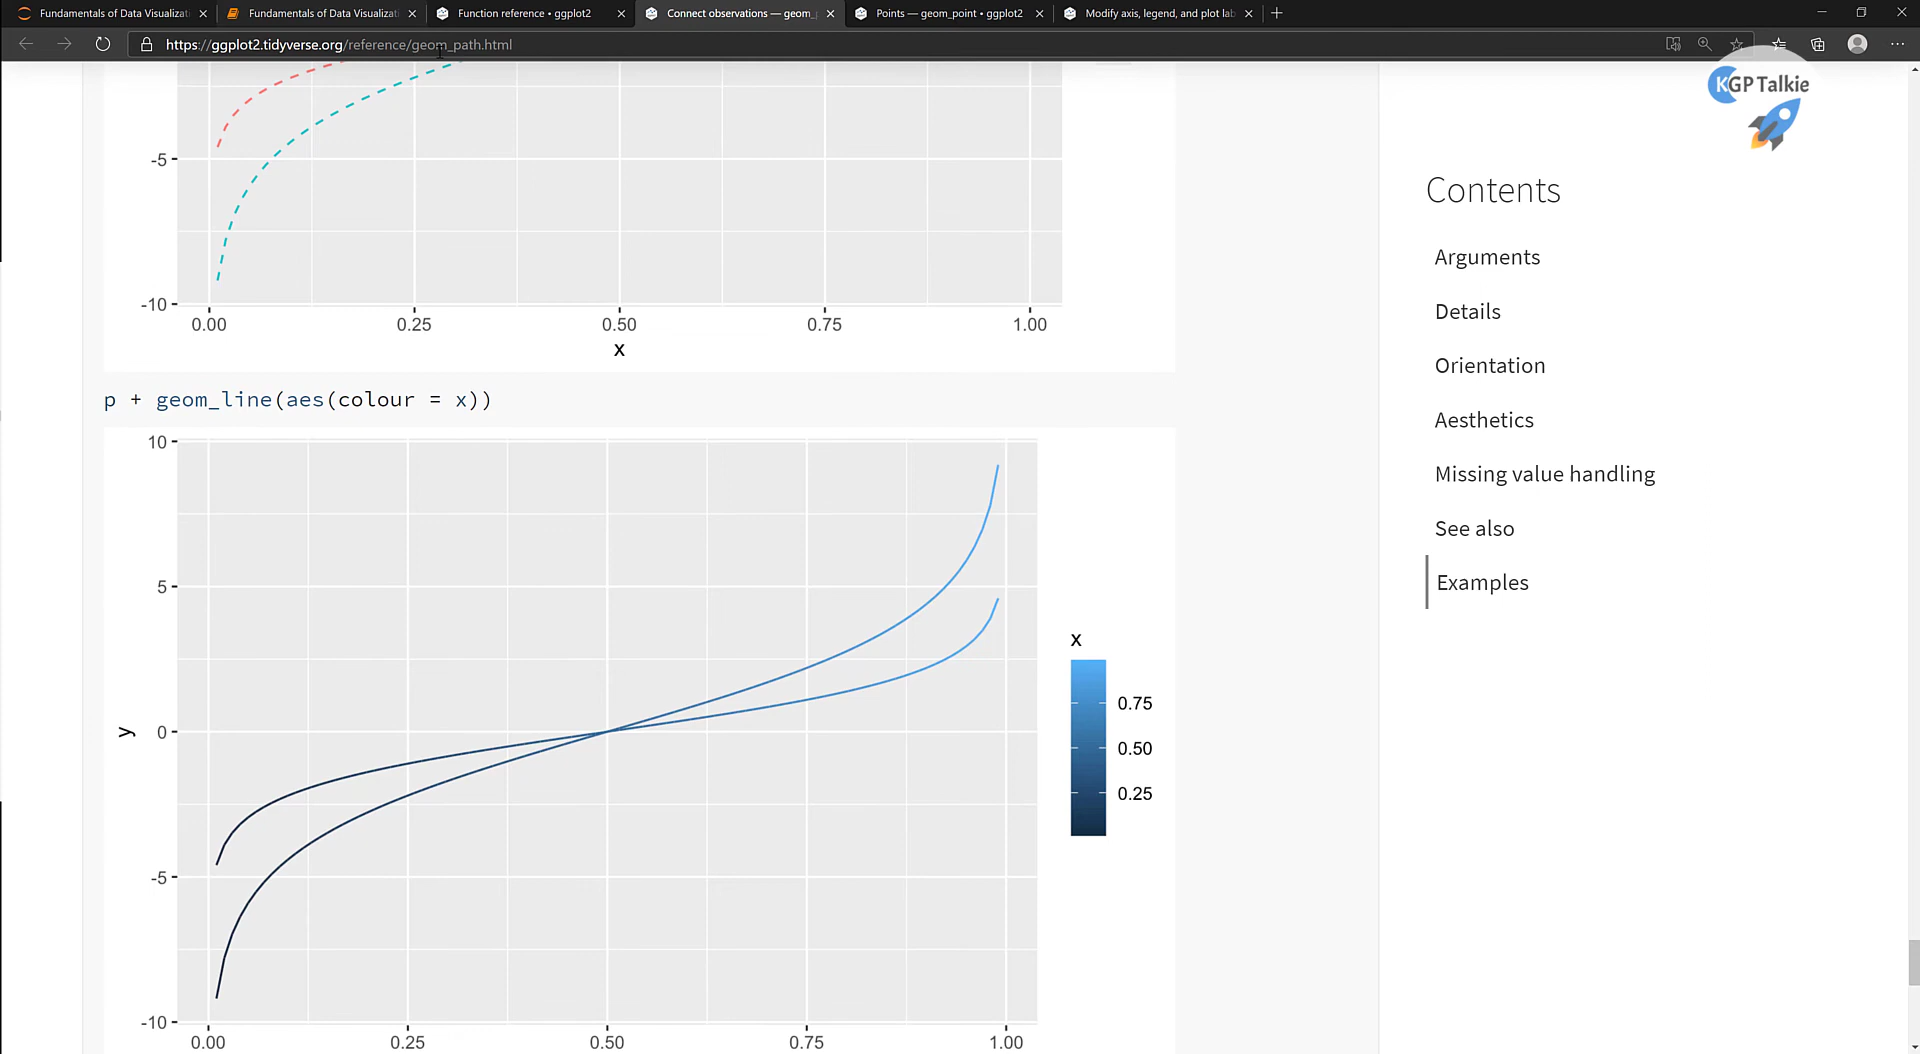 Fundamentals of Data Visualizati
Fundamentals of Data Visualizati
Function reference • ggplot2
Connect observations — geom_p
Points — geom_point • ggplot2
Modify axis, legend, and plot lab
https://ggplot2.tidyverse.org/reference/geom_path.html
KGP Talkie
-5
-10
0.00 0.25 0.50 0.75 1.00
x
p + geom_line(aes(colour = x))
10
5
0
-5
-10
y
0.00 0.25 0.50 0.75 1.00
x
0.75
0.50
0.25
Contents
Arguments
Details
Orientation
Aesthetics
Missing value handling
See also
Examples